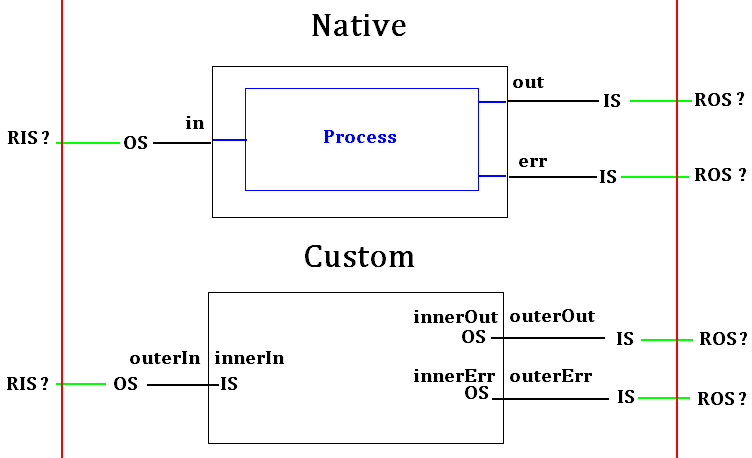 Native
out
IS
ROS ?
in
RIS ?
OS
Process
err
IS
ROS ?
Custom
innerOut
outerOut
OS
IS
ROS?
outerIn
innerIn
RIS ?
OS
IS
innerErr
outerErr
OS
IS
ROS?